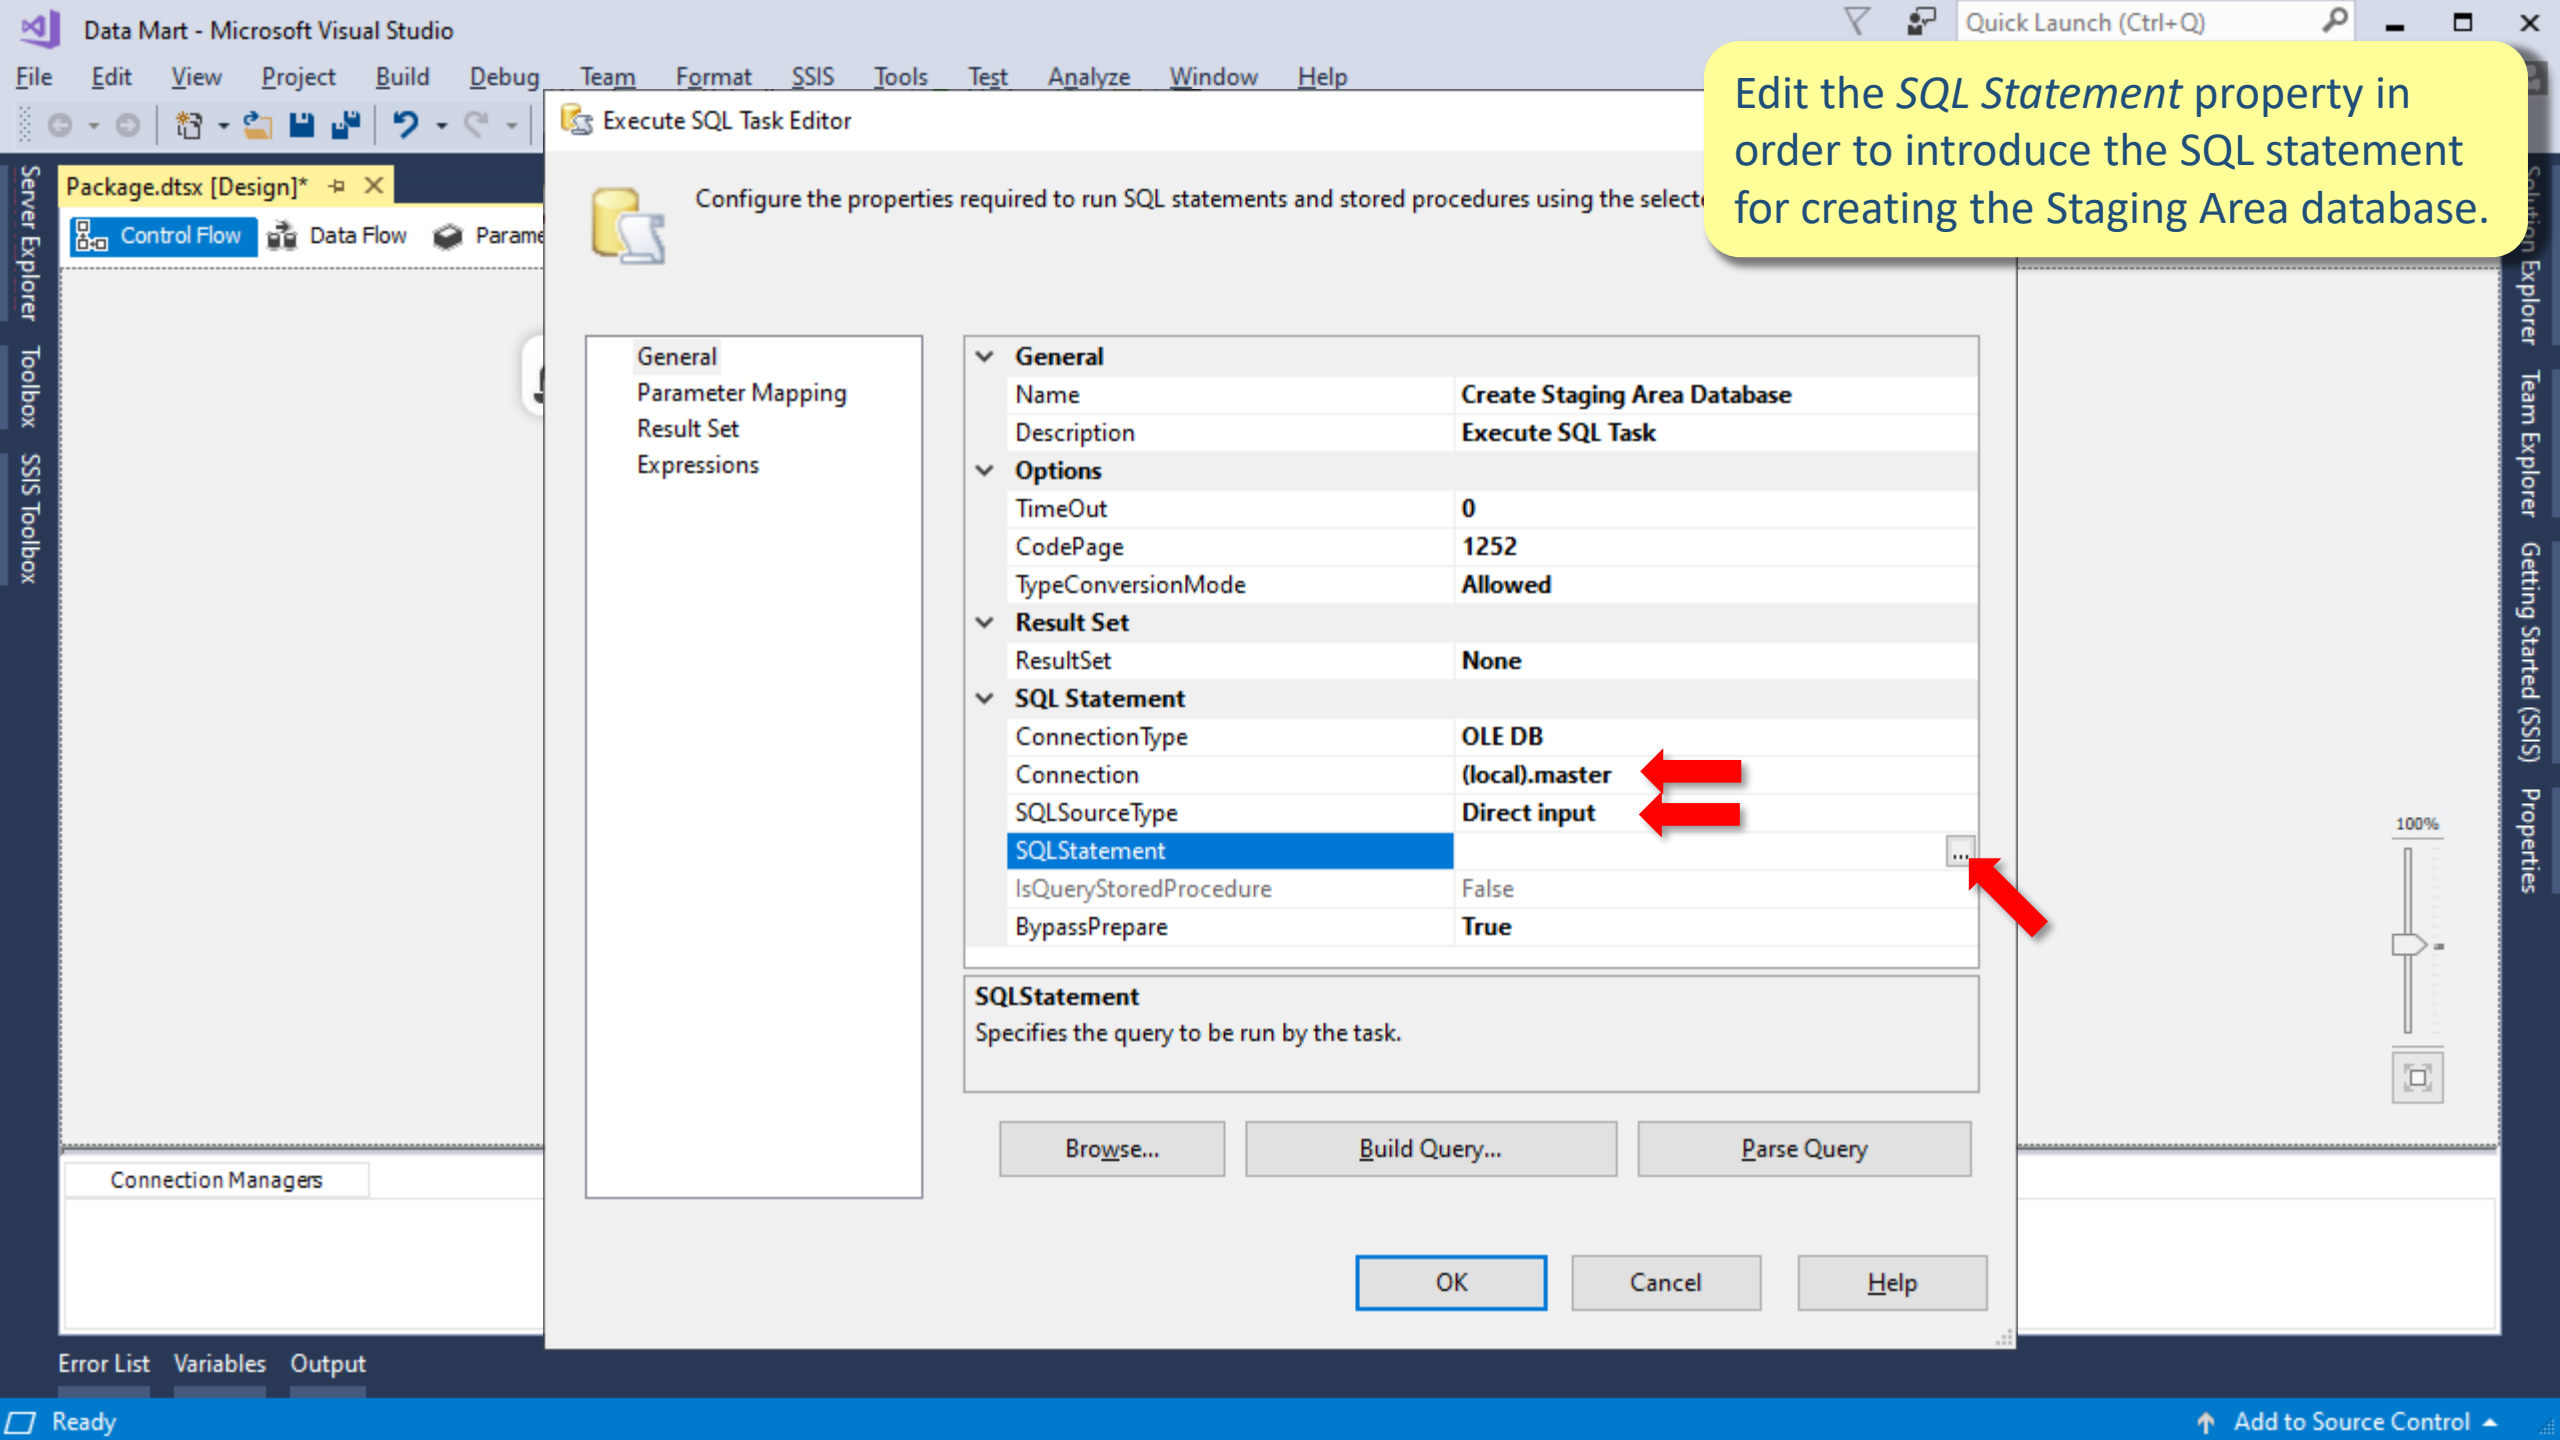 Data Mart - Microsoft Visual Studio
Quick Launch (Ctrl+Q)
File Edit View Project Build Debug Team Format SSIS Tools Test Analyze Window Help
Edit the SQL Statement property in
order to introduce the SQL statement
for creating the Staging Area database.
Execute SQL Task Editor
Package.dtsx [Design]*
Control Flow Data Flow Parame
Configure the properties required to run SQL statements and stored procedures using the selecte
Server Explorer
Toolbox
SSIS Toolbox
General
Parameter Mapping
Result Set
Expressions
General
Name Create Staging Area Database
Description Execute SQL Task
Options
TimeOut 0
CodePage 1252
TypeConversionMode Allowed
Result Set
ResultSet None
SQL Statement
ConnectionType OLE DB
Connection (local).master
SQLSourceType Direct input
SQLStatement ...
IsQueryStoredProcedure False
BypassPrepare True
SQLStatement
Specifies the query to be run by the task.
Browse... Build Query... Parse Query
OK Cancel Help
Solution Explorer
Team Explorer
Getting Started (SSIS)
Properties
100%
Connection Managers
Error List Variables Output
Ready
Add to Source Control